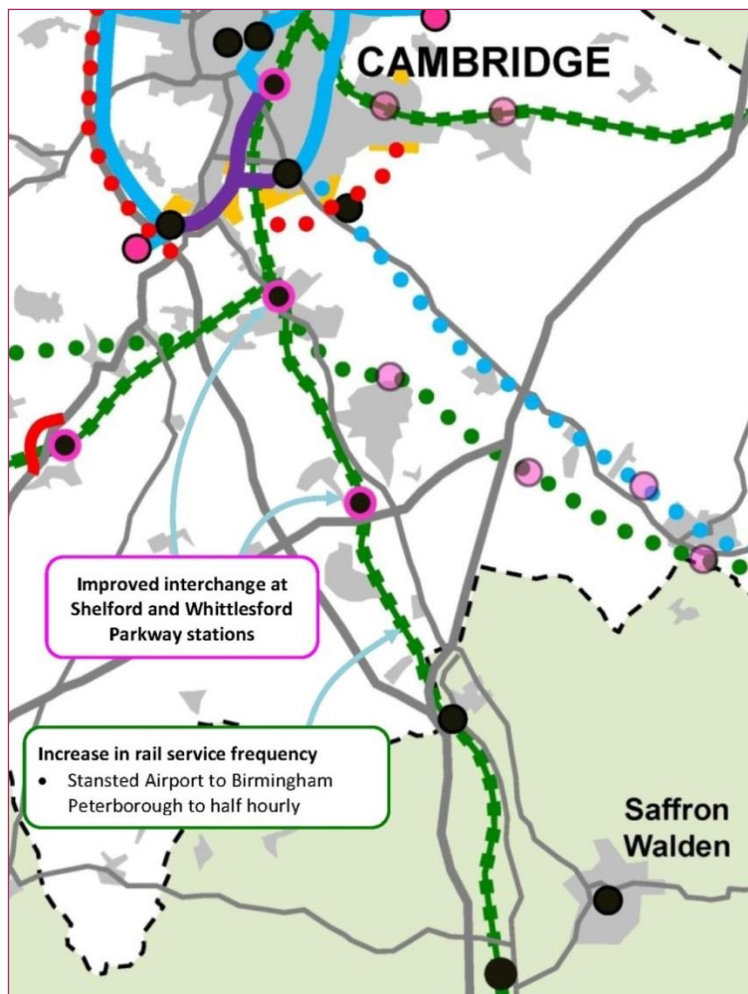 CAMBRIDGE
Improved interchange at
Shelford and Whittlesford
Parkway stations
Increase in rail service frequency
• Stansted Airport to Birmingham
Peterborough to half hourly
Saffron
Walden